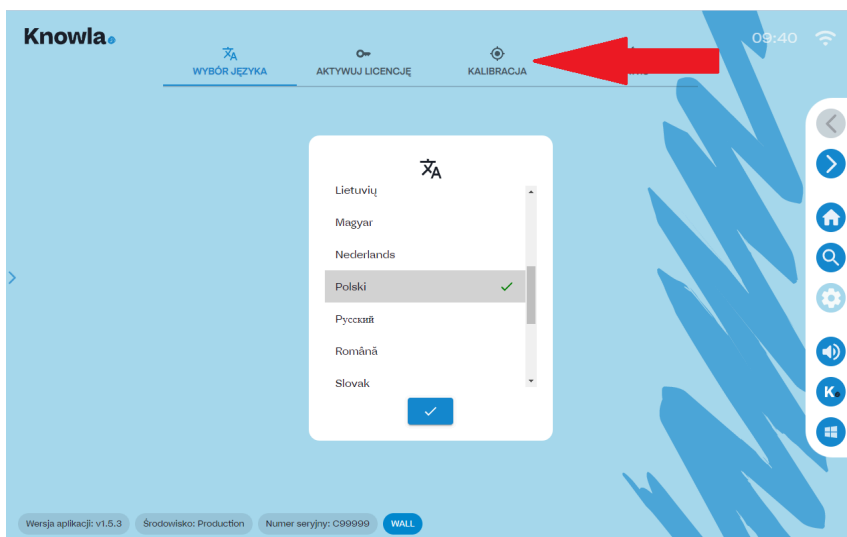 Knowla
09:40
WYBÓR JĘZYKA
AKTYWUJ LICENCJĘ
KALIBRACJA
Lietuvių
Magyar
Nederlands
Polski
Русский
Română
Slovak
K
Wersja aplikacji: v1.5.3
Środowisko: Production
Numer seryjny: C99999
WALL